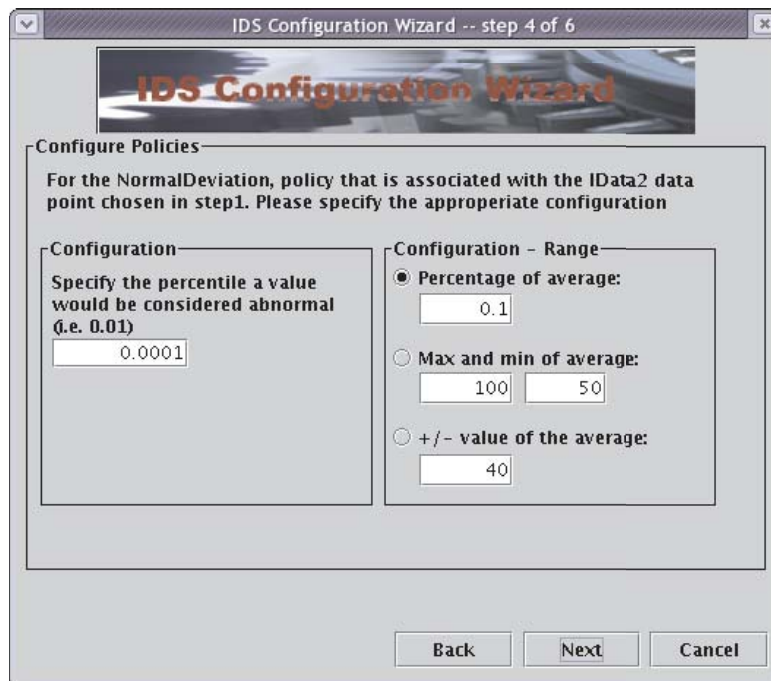 IDS Configuration Wizard -- step 4 of 6
IDS Configuration Wizard
Configure Policies
For the NormalDeviation, policy that is associated with the IData2 data
point chosen in step1. Please specify the approperiate configuration
Configuration
Specify the percentile a value
would be considered abnormal
(i.e. 0.01)
0.0001
Configuration - Range
Percentage of average:
0.1
Max and min of average:
100 50
+/- value of the average:
40
Back Next Cancel